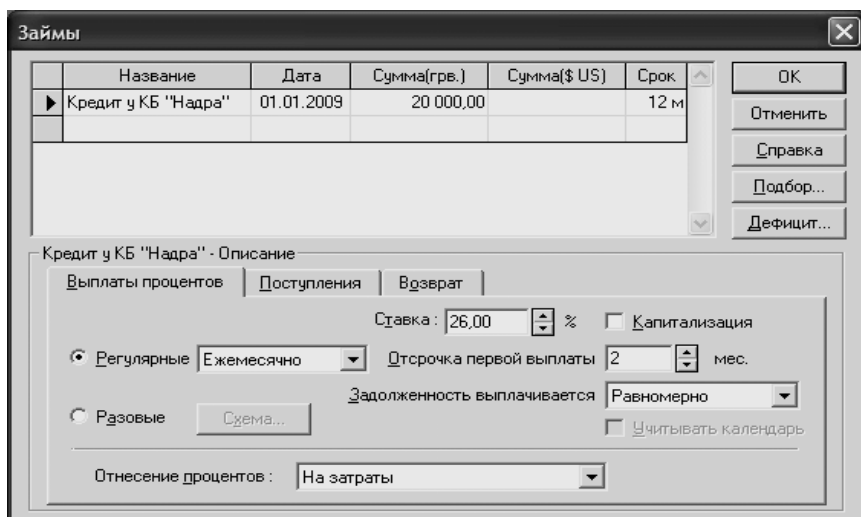 Займы
Название Дата Сумма(грв.) Сумма($ US) Срок
Кредит у КБ "Надра" 01.01.2009 20 000,00 12 м
OK
Отменить
Справка
Подбор...
Дефицит...
Кредит у КБ "Надра" - Описание
Выплаты процентов Поступления Возврат
Ставка : 26,00 % Капитализация
Регулярные Ежемесячно Отсрочка первой выплаты 2 мес.
Задолженность выплачивается Равномерно
Разовые Схема... Учитывать календарь
Отнесение процентов : На затраты